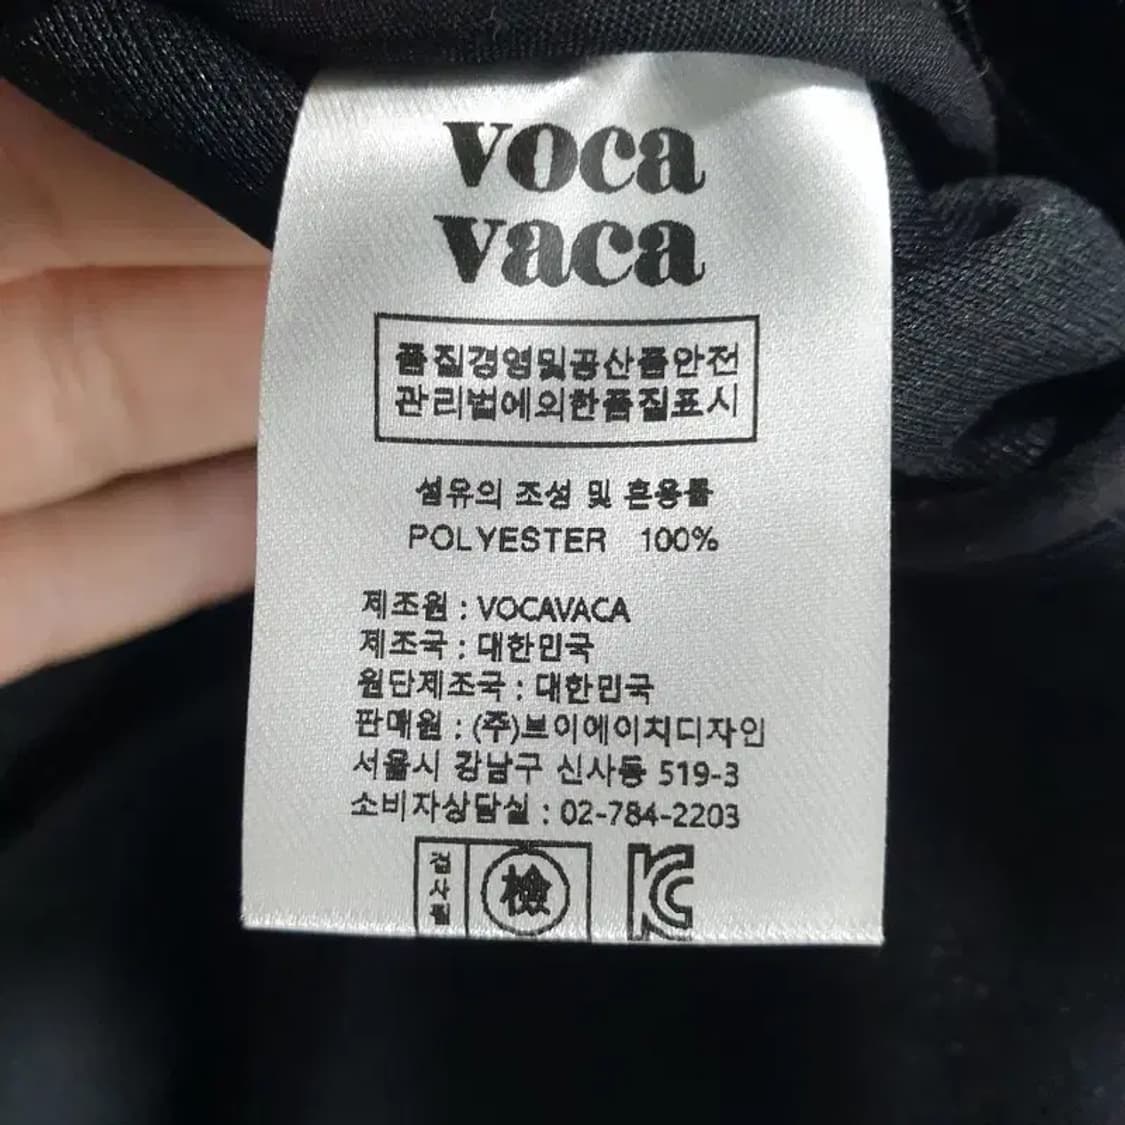 voca
vaca
품질경영및공산품안전
관리법에의한품질표시
섬유의 조성 및 혼용률
POLYESTER 100%
제조원 : VOCAVACA
제조국 : 대한민국
원단제조국 : 대한민국
판매원 : (주)브이에이치디자인
서울시 강남구 신사동 519-3
소비자상담실 : 02-784-2203
검사필 檢 KC